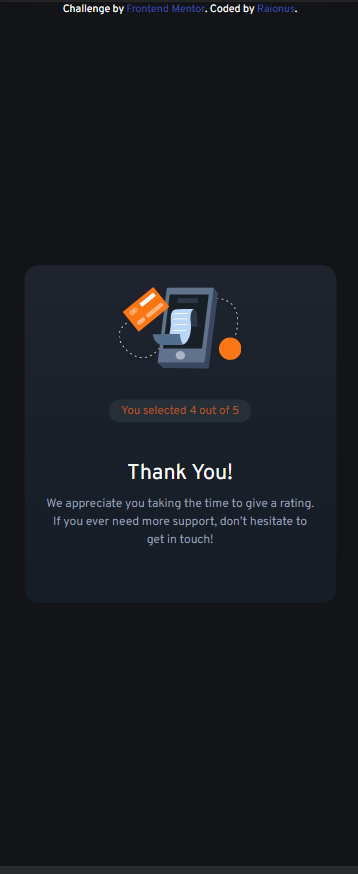 Challenge by Frontend Mentor. Coded by Raionus.
You selected 4 out of 5
Thank You!
We appreciate you taking the time to give a rating.
If you ever need more support, don't hesitate to
get in touch!